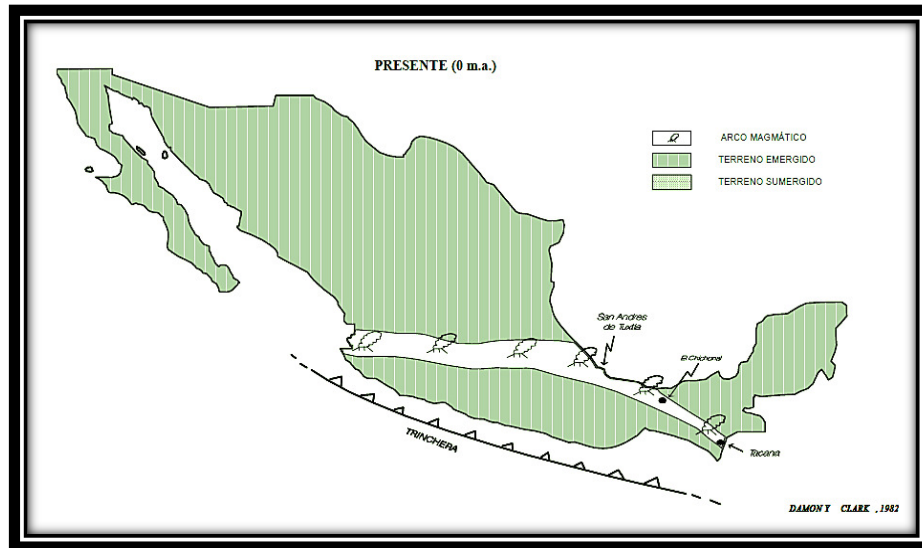 PRESENTE (0 m.a.)
ARCO MAGMÁTICO
TERRENO EMERGIDO
TERRENO SUMERGIDO
San Andres
de Tuxtla
El Chichonal
TRINCHERA
Tacana
DAMON Y CLARK , 1982